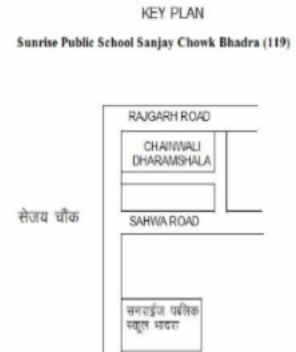 KEY PLAN
Sunrise Public School Sanjay Chowk Bhadra (119)
RAJGARH ROAD
CHAINWALI
DHARAMSHALA
सेजय चौक
SAHWA ROAD
सनराईज पब्लिक
स्कूल भादरा